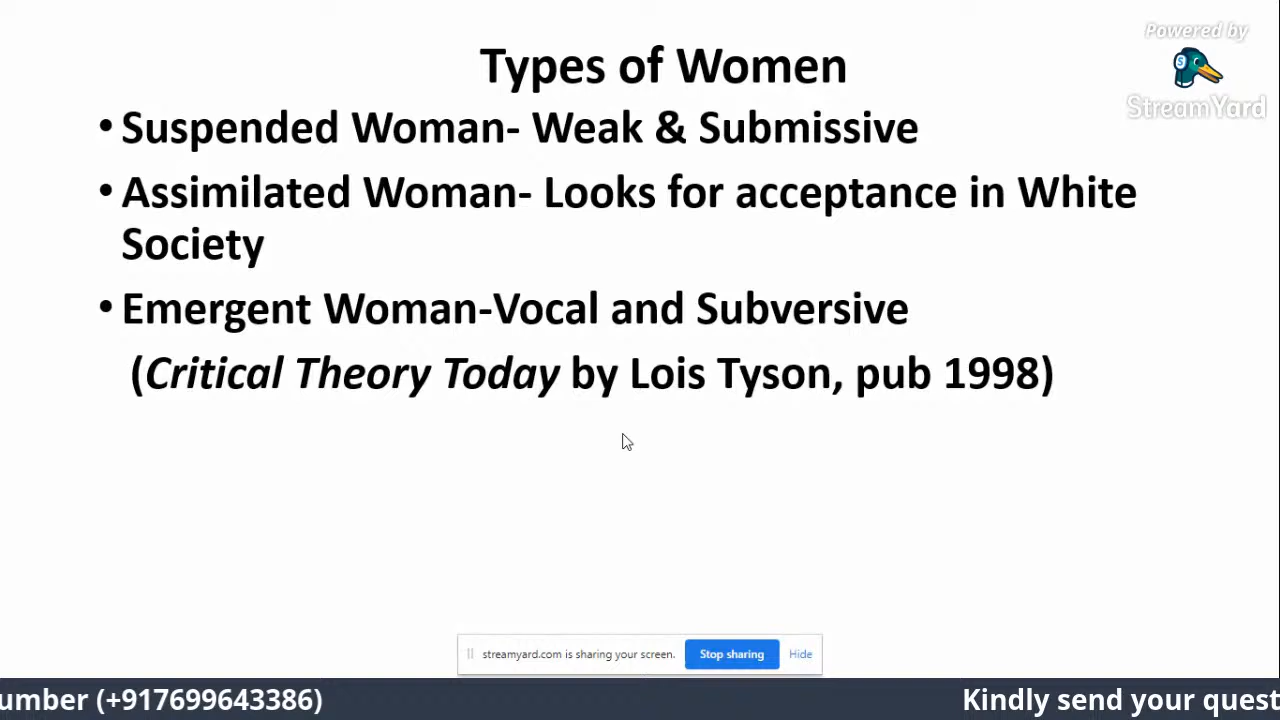 Powered by
StreamYard
Types of Women
• Suspended Woman- Weak & Submissive
• Assimilated Woman- Looks for acceptance in White
Society
• Emergent Woman-Vocal and Subversive
(Critical Theory Today by Lois Tyson, pub 1998)
streamyard.com is sharing your screen. Stop sharing Hide
umber (+917699643386) Kindly send your quest